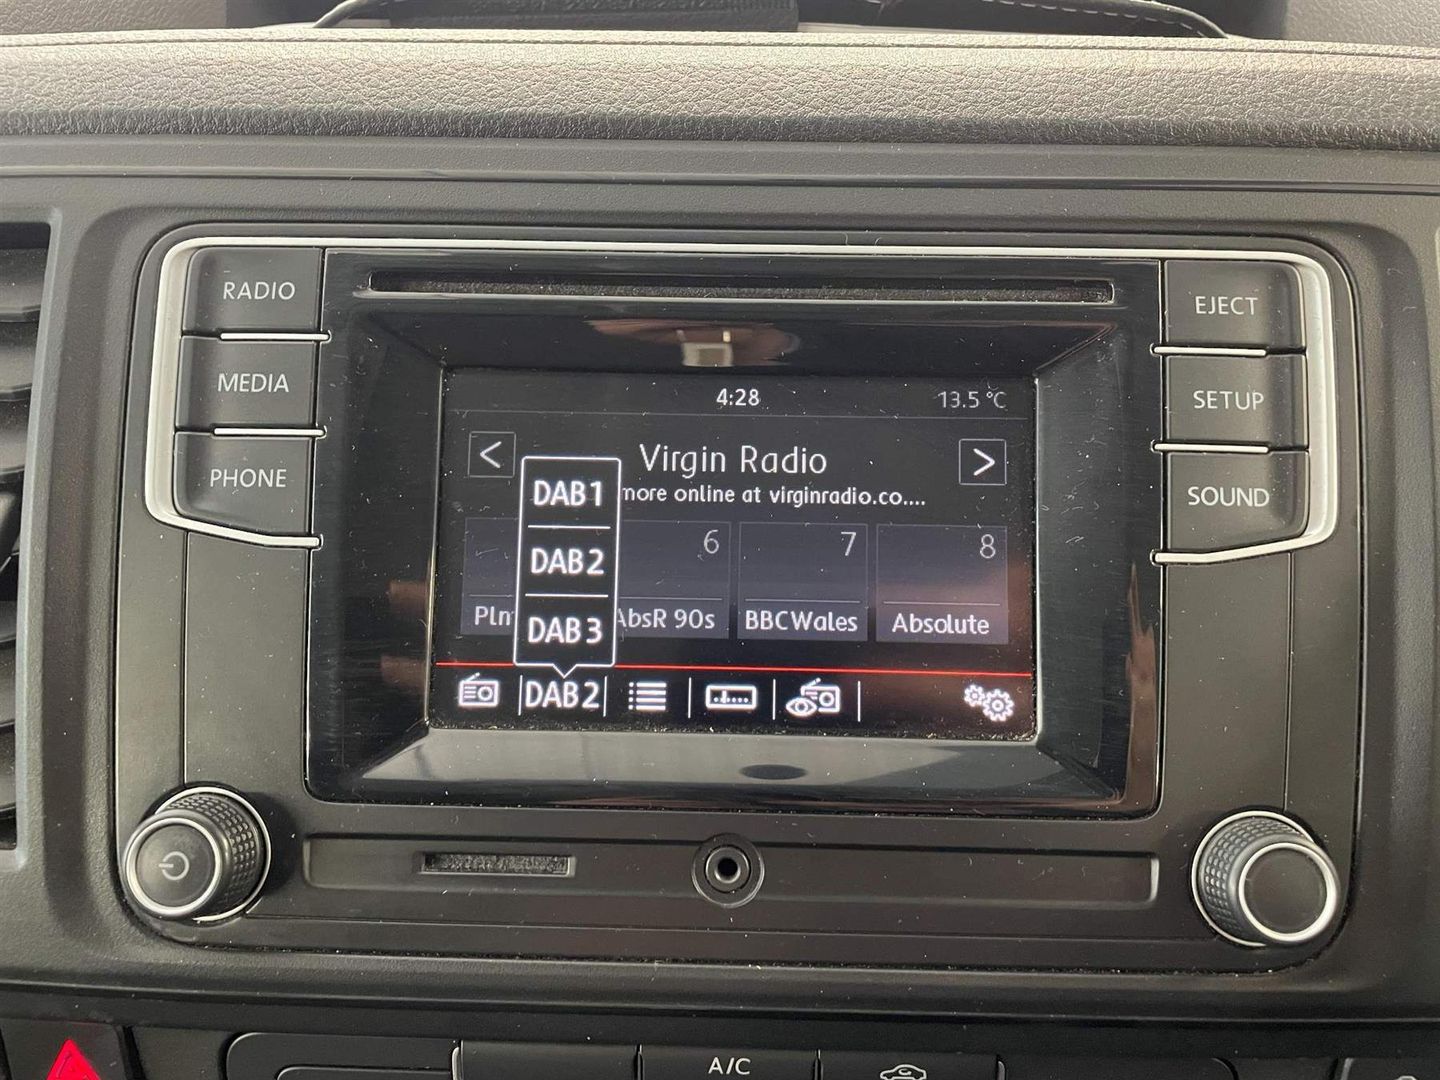 RADIO
MEDIA
PHONE
EJECT
SETUP
SOUND
4:28
13.5 °C
<
Virgin Radio
>
more online at virginradio.co....
DAB1
DAB2
DAB3
6
7
8
AbsR 90s
BBCWales
Absolute
DAB2
A/C